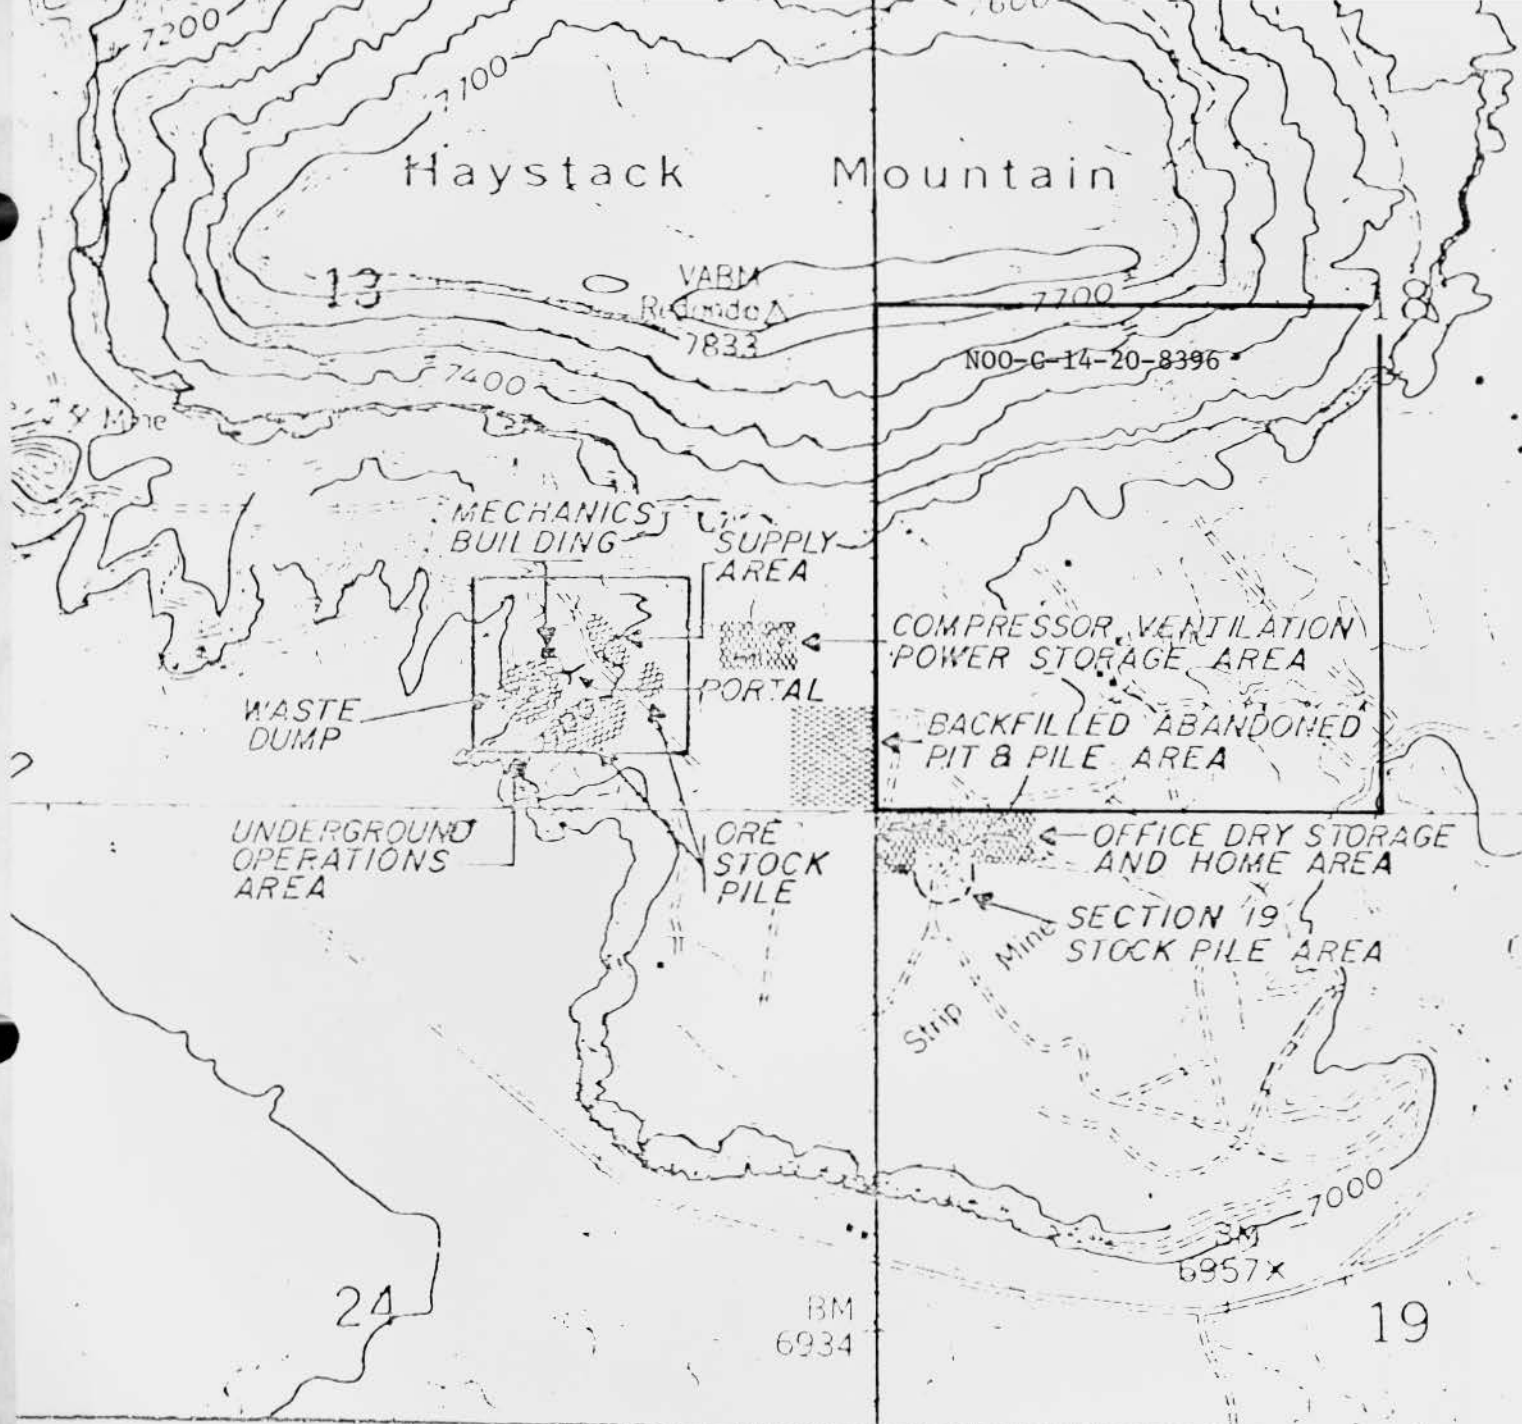 7200
7600
7700
Haystack Mountain
13
VABM
Redondo
7833
7700
18
N00-C-14-20-8396
7400
Mine
MECHANICS
BUILDING
SUPPLY
AREA
COMPRESSOR, VENTILATION
POWER STORAGE AREA
PORTAL
WASTE
DUMP
BACKFILLED ABANDONED
PIT & PILE AREA
UNDERGROUND
OPERATIONS
AREA
ORE
STOCK
PILE
OFFICE DRY STORAGE
AND HOME AREA
SECTION 19
STOCK PILE AREA
Strip Mine
7000
BM
6957X
24
BM
6934
19